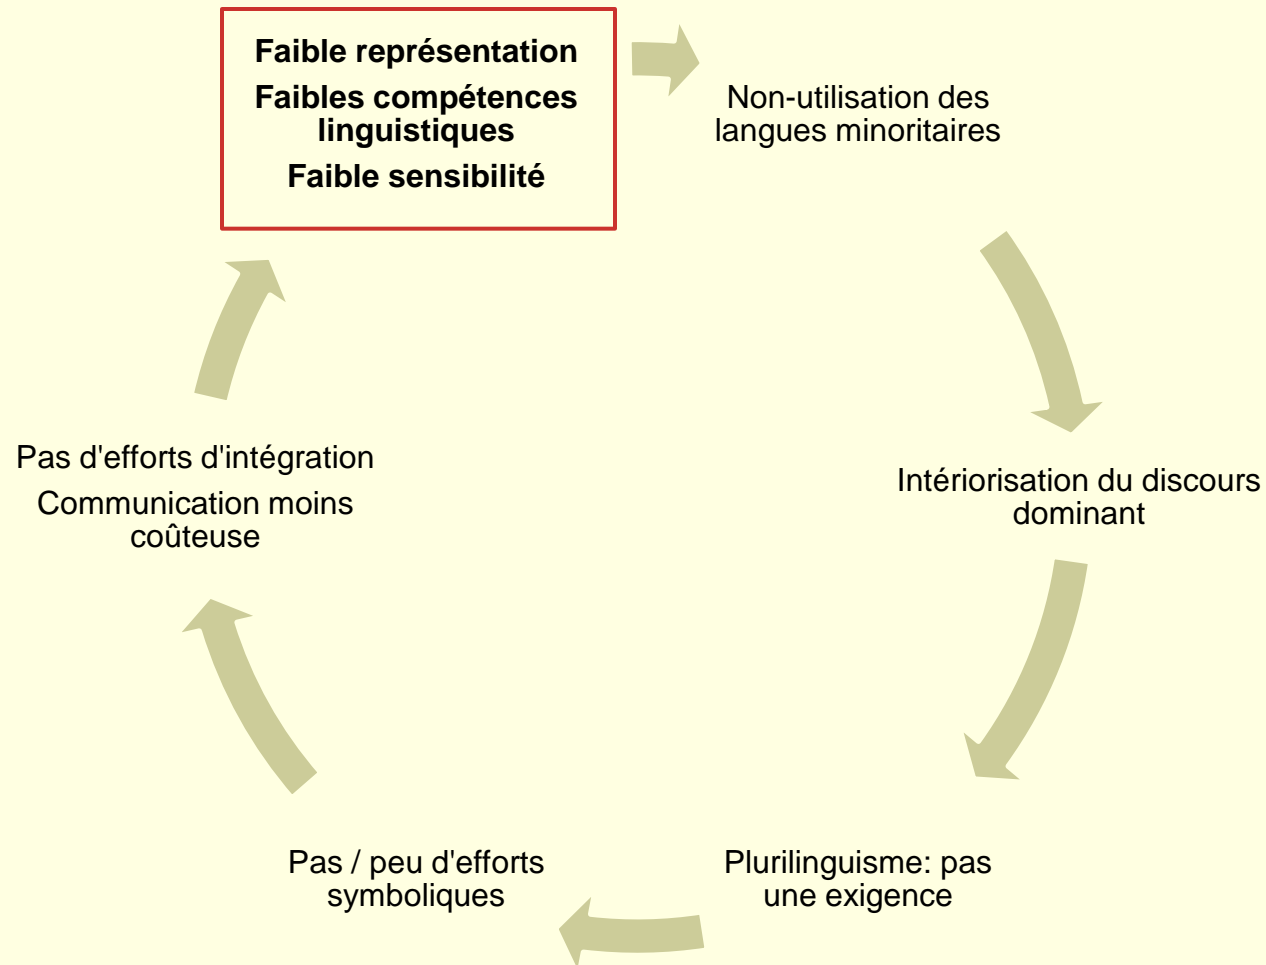 Faible représentation
Faibles compétences
linguistiques
Faible sensibilité
Non-utilisation des
langues minoritaires
Intériorisation du discours
dominant
Plurilinguisme: pas
une exigence
Pas / peu d'efforts
symboliques
Pas d'efforts d'intégration
Communication moins
coûteuse